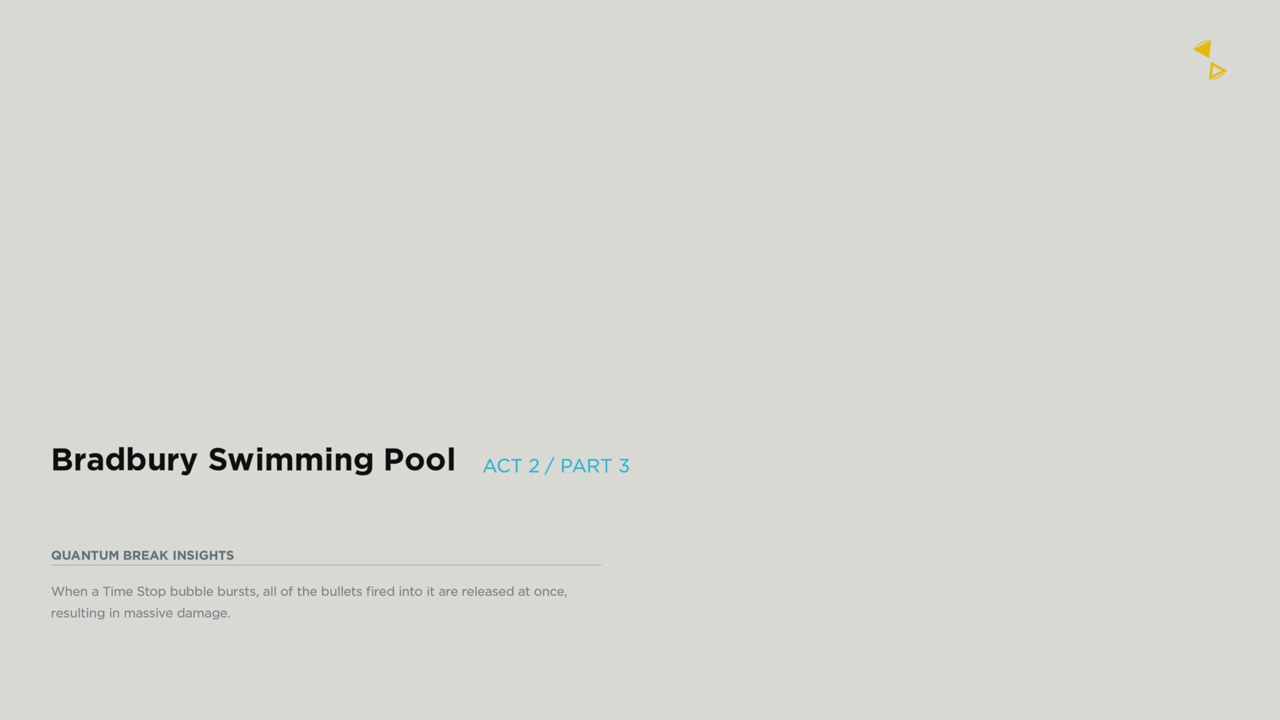 Bradbury Swimming Pool ACT 2 / PART 3
QUANTUM BREAK INSIGHTS
When a Time Stop bubble bursts, all of the bullets fired into it are released at once,
resulting in massive damage.